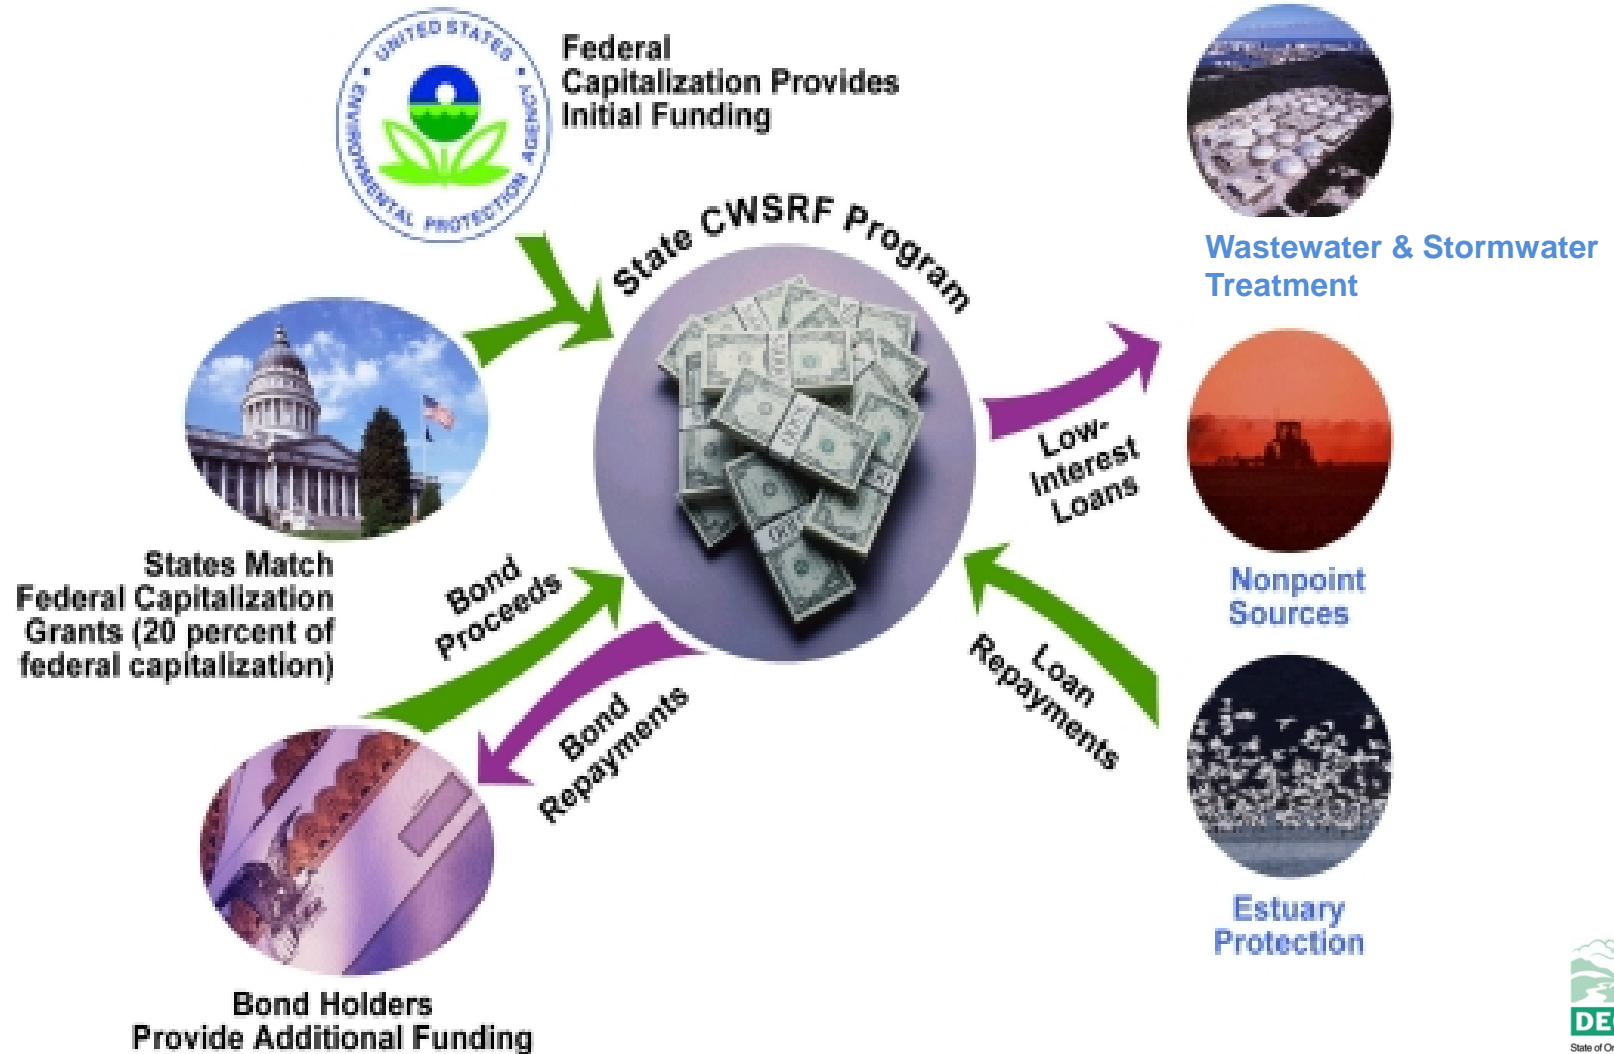 UNITED STATES
ENVIRONMENTAL PROTECTION AGENCY
Federal
Capitalization Provides
Initial Funding
State CWSRF Program
Wastewater & Stormwater
Treatment
Low-
Interest
Loans
Nonpoint
Sources
States Match
Federal Capitalization
Grants (20 percent of
federal capitalization)
Bond
Proceeds
Bond
Repayments
Loan
Repayments
Estuary
Protection
Bond Holders
Provide Additional Funding
State of